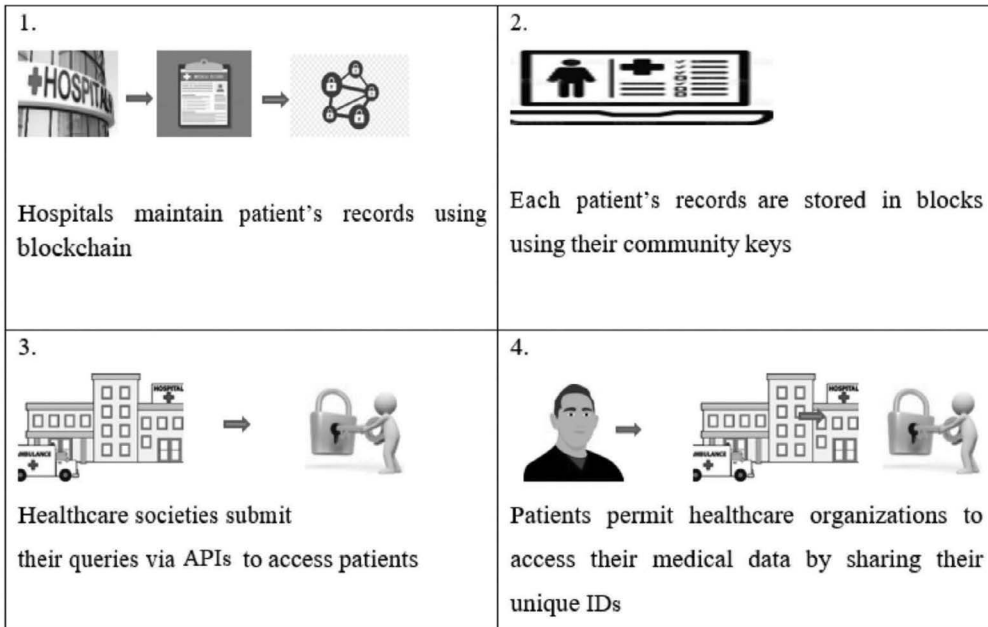 1.
+HOSPITAL
Hospitals maintain patient's records using
blockchain
2.
Each patient's records are stored in blocks
using their community keys
3.
HOSPITAL
AMBULANCE
Healthcare societies submit
their queries via APIs to access patients
4.
HOSPITAL
AMBULANCE
Patients permit healthcare organizations to
access their medical data by sharing their
unique IDs